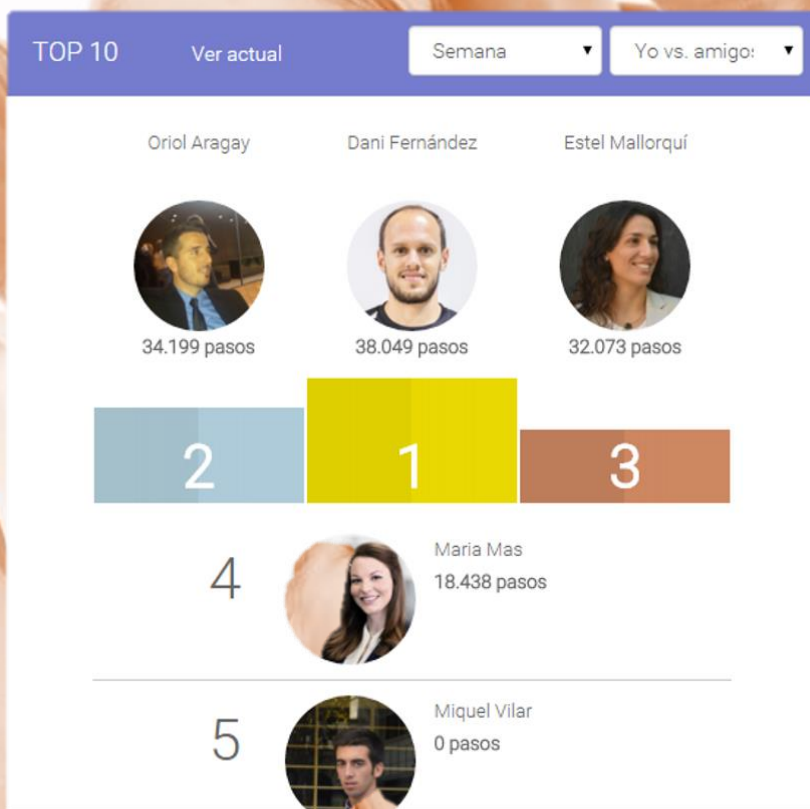 TOP 10 Ver actual Semana Yo vs. amigo:
Oriol Aragay Dani Fernández Estel Mallorquí
34.199 pasos 38.049 pasos 32.073 pasos
2 1 3
4 Maria Mas
18.438 pasos
5 Miquel Vilar
0 pasos